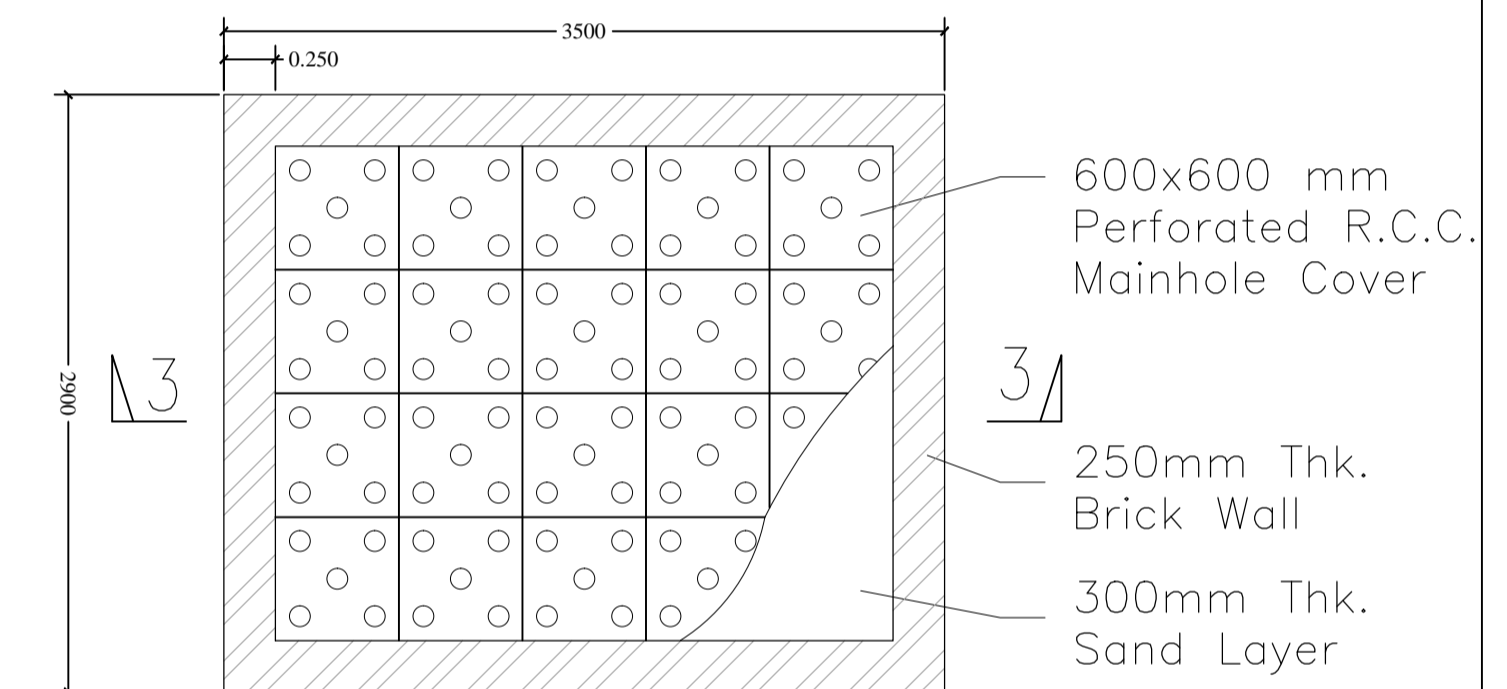 3500
0.250
600x600 mm
Perforated R.C.C.
Mainhole Cover
2900
3
3
250mm Thk.
Brick Wall
300mm Thk.
Sand Layer